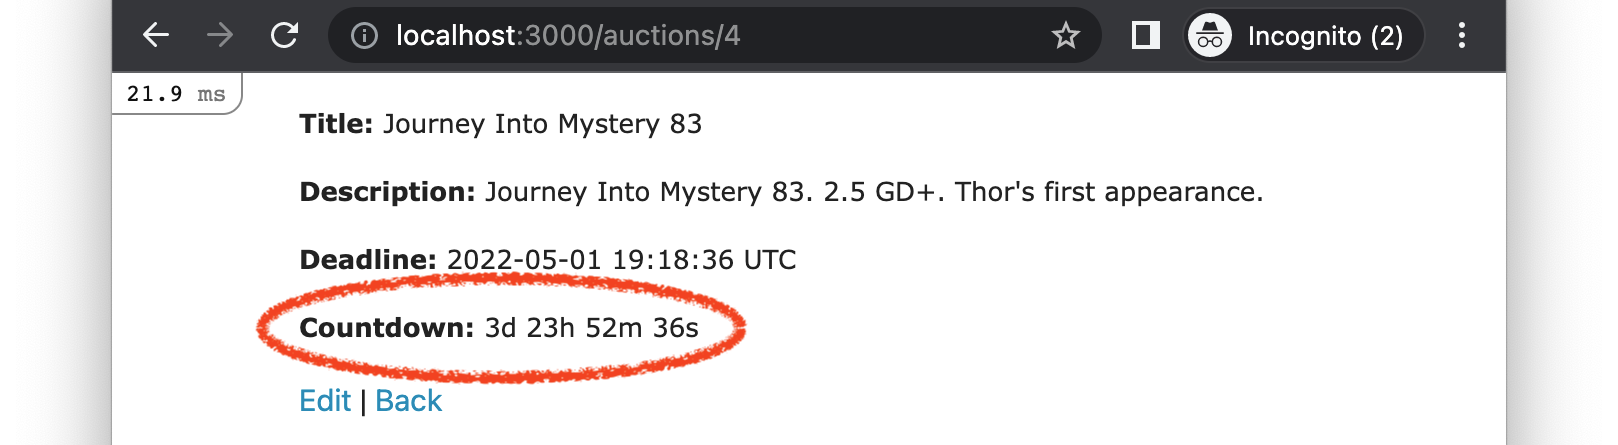 localhost:3000/auctions/4
Incognito (2)
21.9 ms
Title: Journey Into Mystery 83
Description: Journey Into Mystery 83. 2.5 GD+. Thor's first appearance.
Deadline: 2022-05-01 19:18:36 UTC
Countdown: 3d 23h 52m 36s
Edit | Back